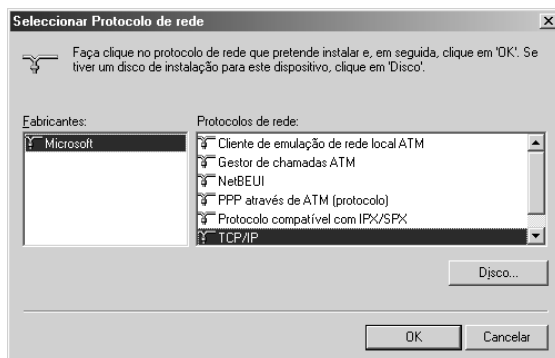 Seleccionar Protocolo de rede
Faça clique no protocolo de rede que pretende instalar e, em seguida, clique em 'OK'. Se
tiver um disco de instalação para este dispositivo, clique em 'Disco'.
Fabricantes:
Microsoft
Protocolos de rede:
Cliente de emulação de rede local ATM
Gestor de chamadas ATM
NetBEUI
PPP através de ATM (protocolo)
Protocolo compatível com IPX/SPX
TCP/IP
Disco...
OK
Cancelar